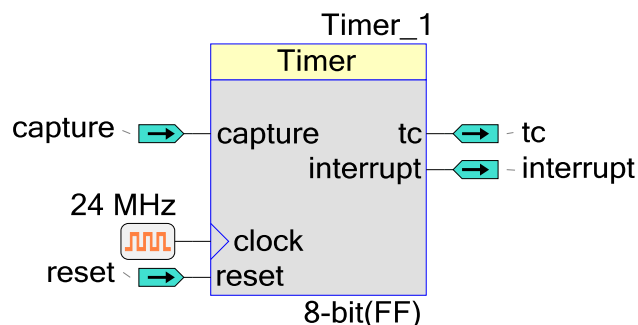 Timer_1
Timer
capture capture tc tc
interrupt interrupt
24 MHz
clock
reset reset
8-bit(FF)